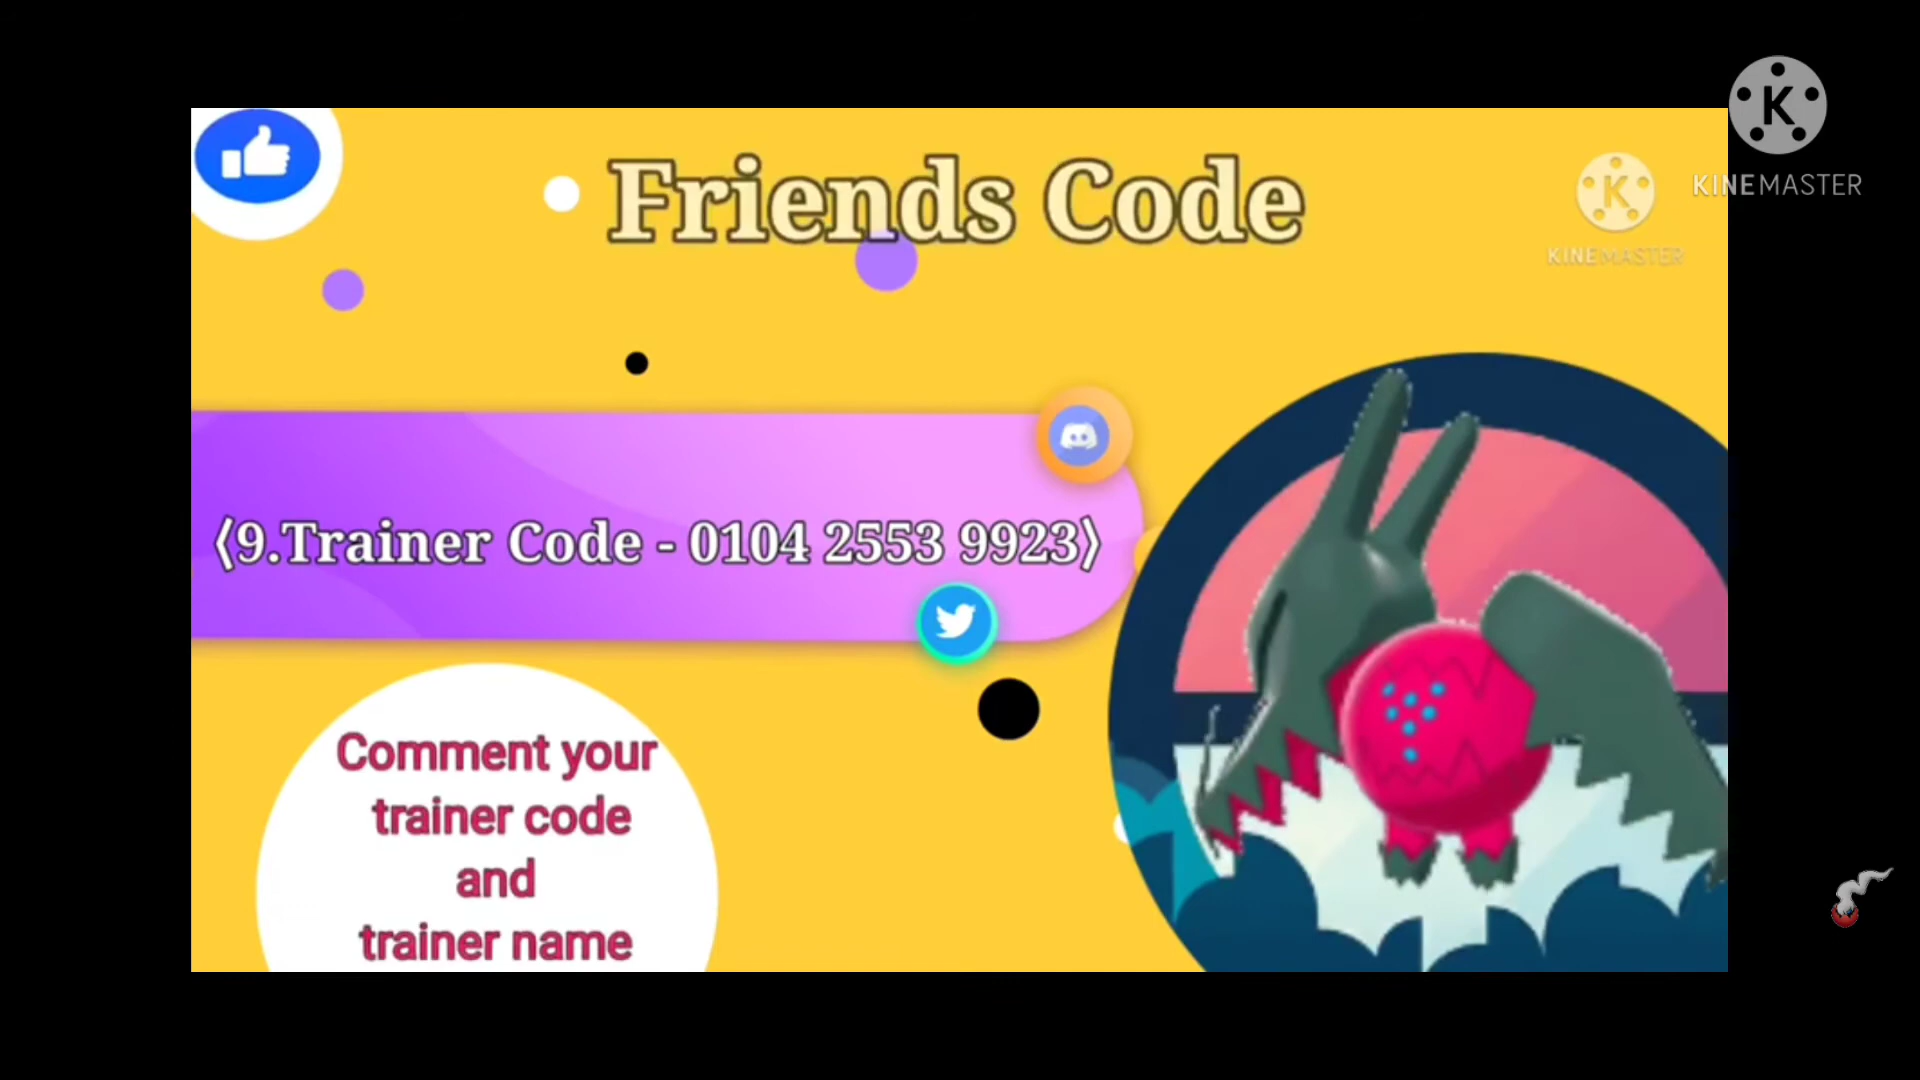 K
KINEMASTER
Friends Code
K
KINEMASTER
⟨9.Trainer Code - 0104 2553 9923⟩
Comment your
trainer code
and
trainer name